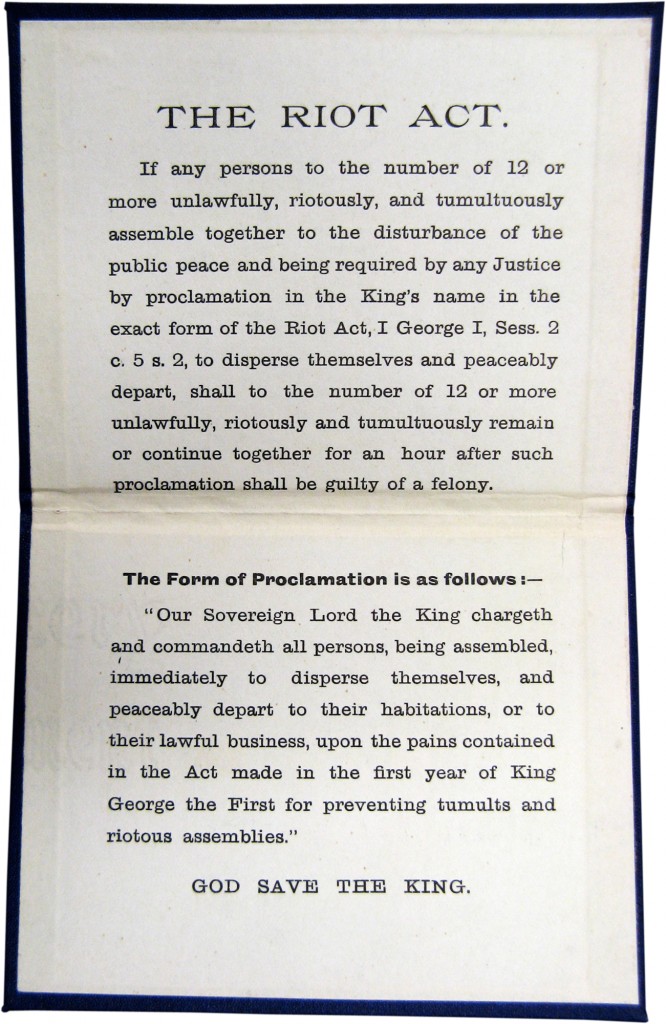 THE RIOT ACT.
If any persons to the number of 12 or
more unlawfully, riotously, and tumultuously
assemble together to the disturbance of the
public peace and being required by any Justice
by proclamation in the King's name in the
exact form of the Riot Act, I George I, Sess. 2
c. 5 s. 2, to disperse themselves and peaceably
depart, shall to the number of 12 or more
unlawfully, riotously and tumultuously remain
or continue together for an hour after such
proclamation shall be guilty of a felony.
The Form of Proclamation is as follows:—
"Our Sovereign Lord the King chargeth
and commandeth all persons, being assembled,
immediately to disperse themselves, and
peaceably depart to their habitations, or to
their lawful business, upon the pains contained
in the Act made in the first year of King
George the First for preventing tumults and
riotous assemblies."
GOD SAVE THE KING.